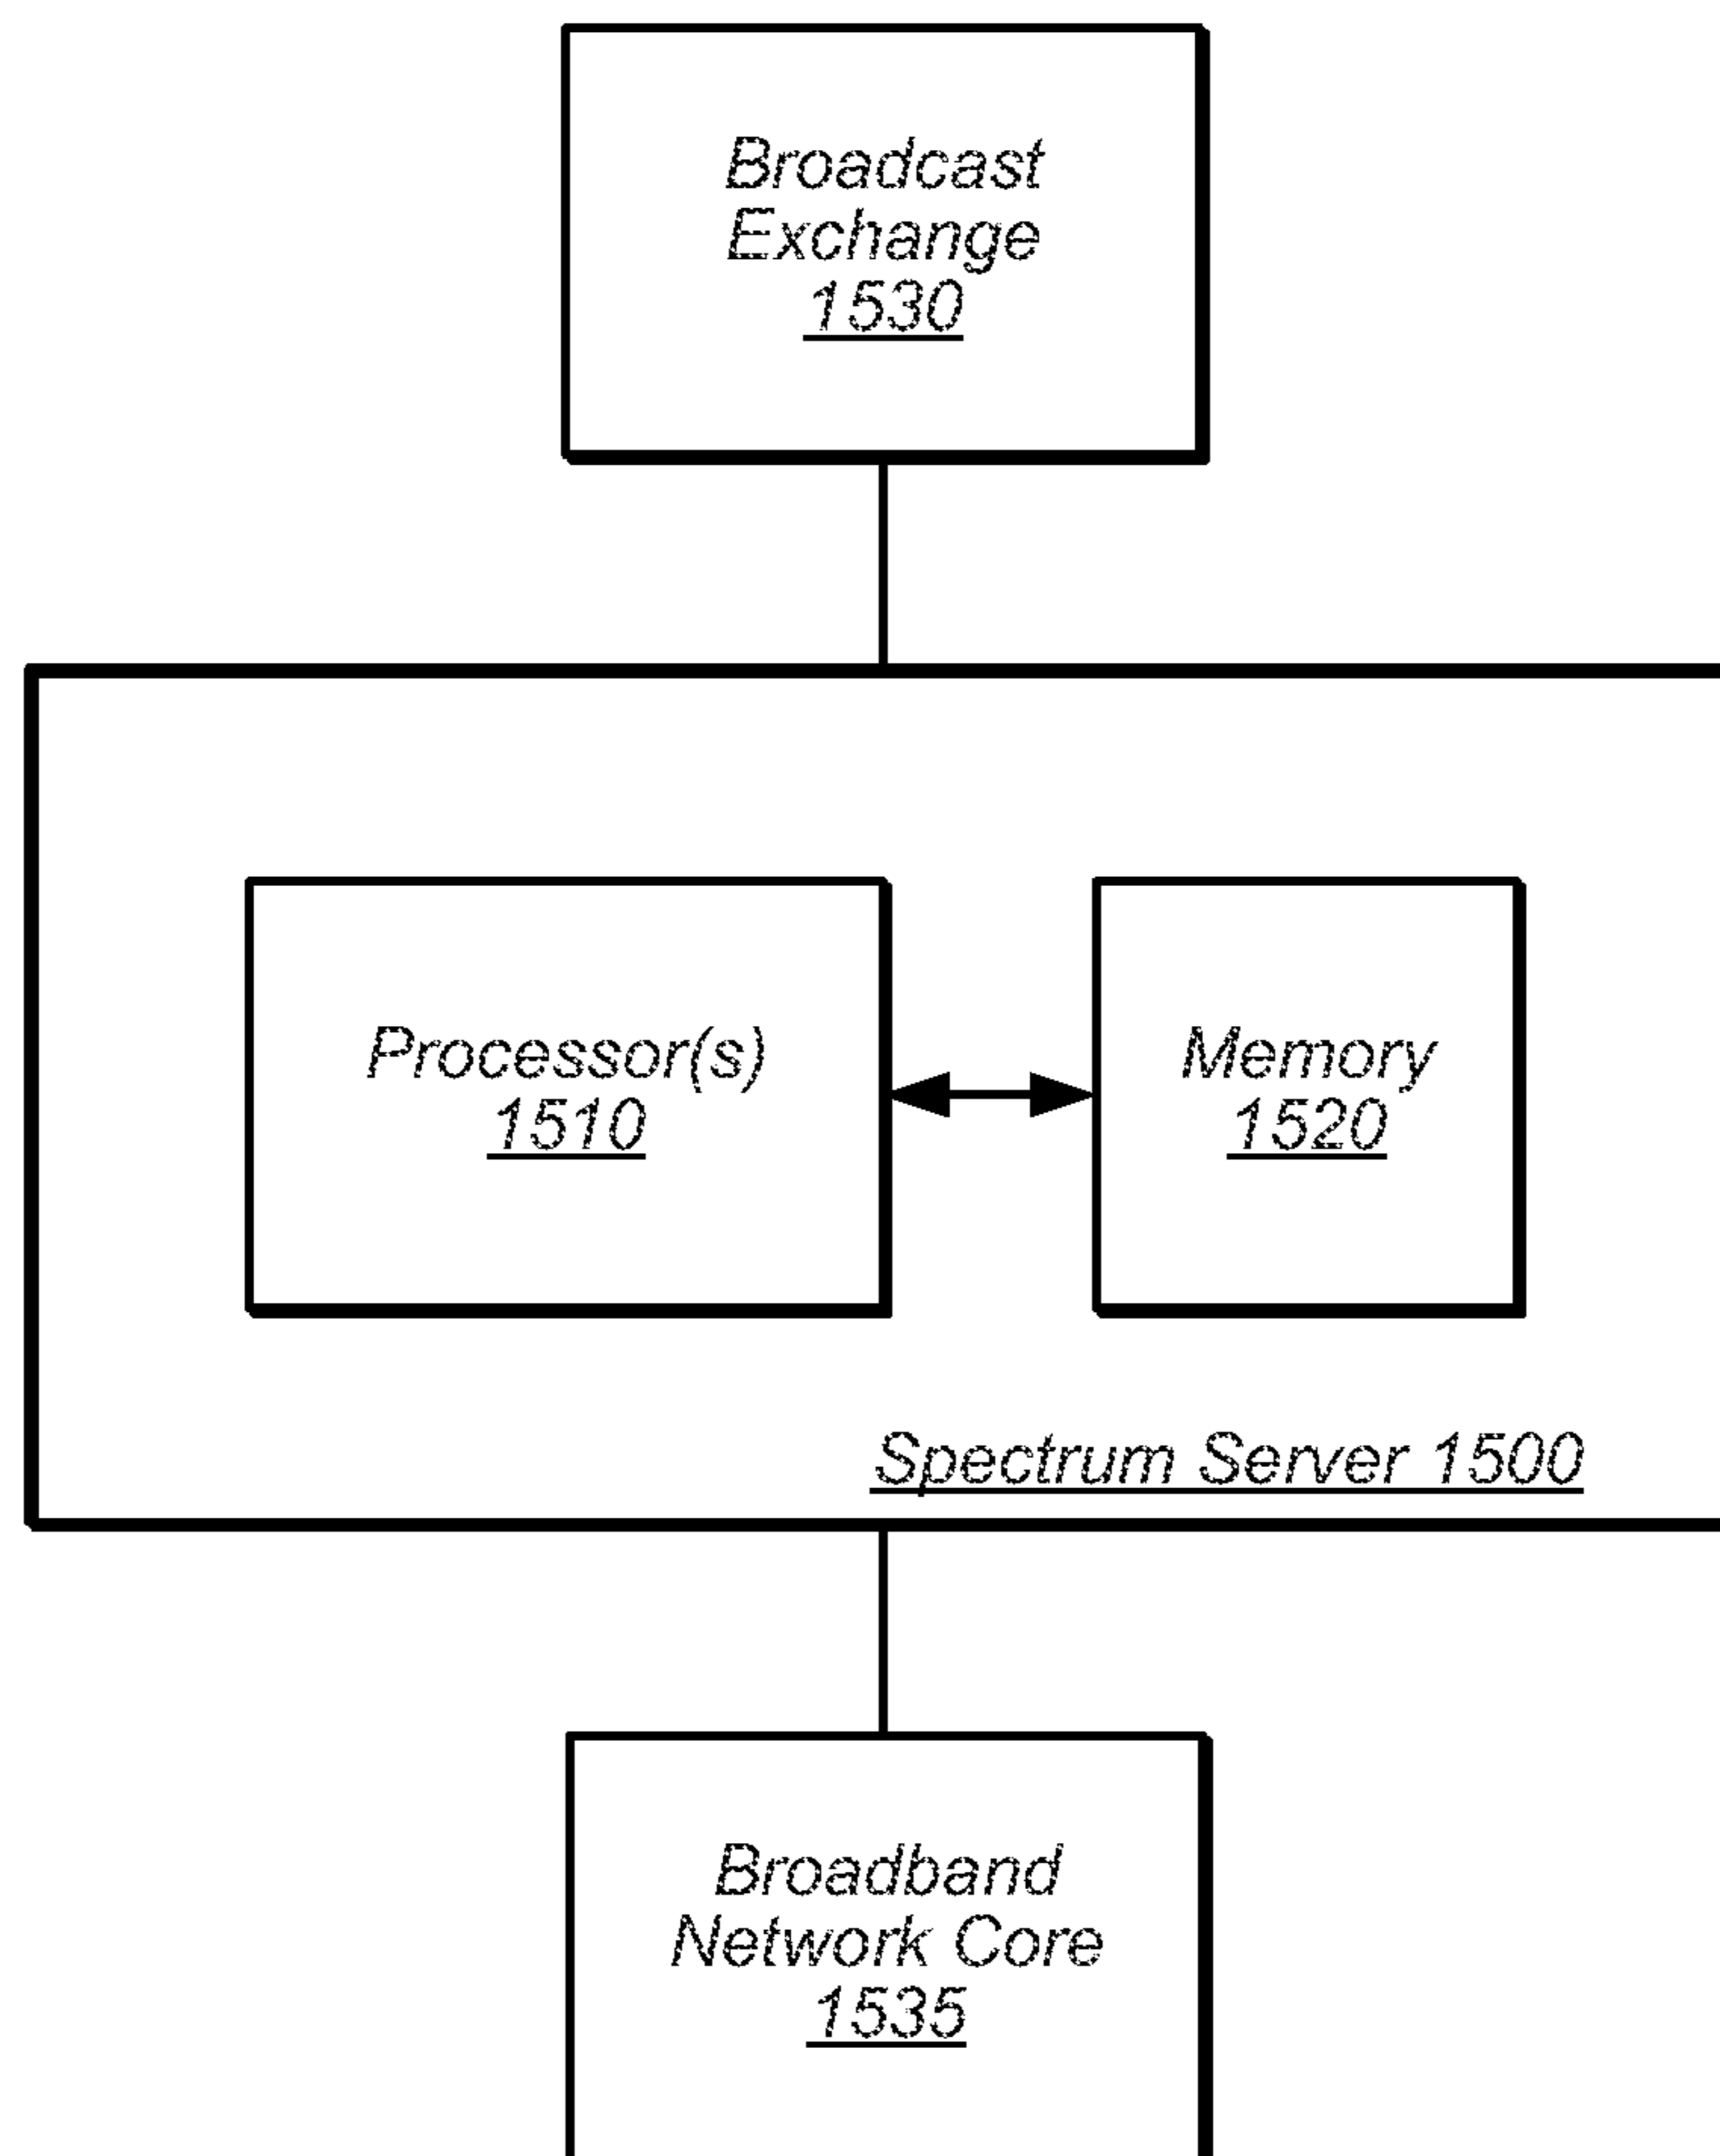 Broadcast
Exchange
1530
Processor(s)
1510
Memory
1520
Spectrum Server 1500
Broadband
Network Core
1535